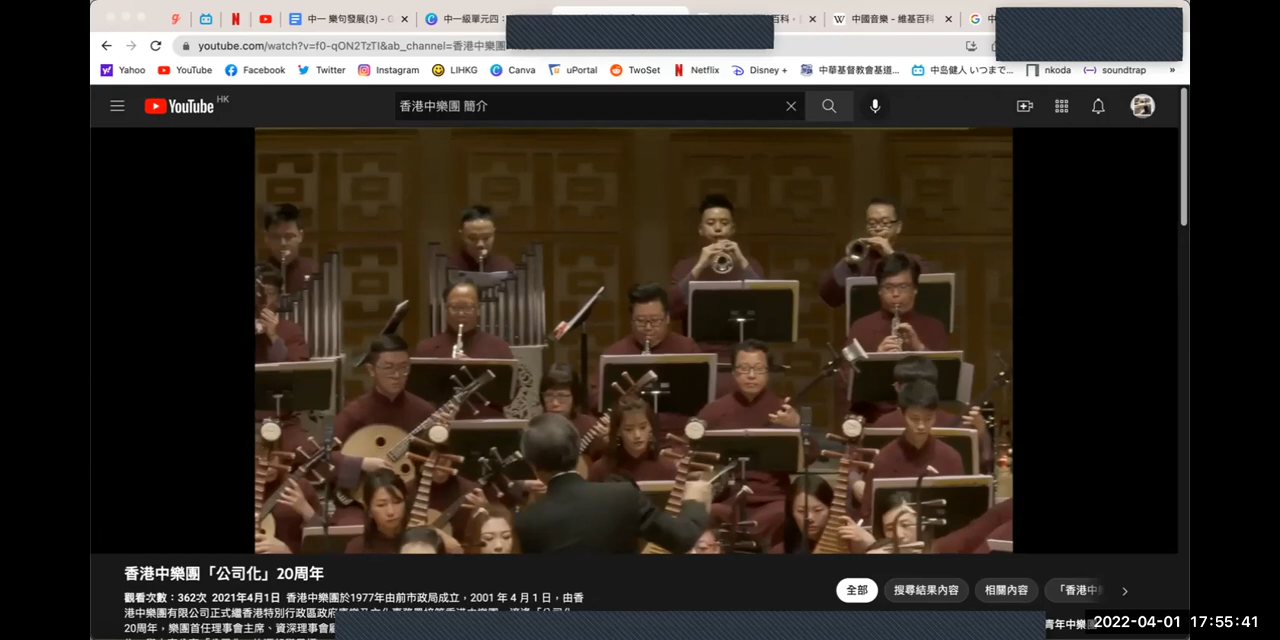 中一 樂句發展(3) - G
中一級單元四：
百科，
中國音樂 - 維基百科
youtube.com/watch?v=f0-qON2TzTI&ab_channel=香港中樂團
Yahoo YouTube Facebook Twitter Instagram LIHKG Canva uPortal TwoSet Netflix Disney + 中華基督教會基道... 中島健人 いつまで... nkoda soundtrap »
YouTube HK
香港中樂團 簡介
香港中樂團「公司化」20周年
觀看次數：362次 2021年4月1日 香港中樂團於1977年由前市政局成立，2001 年 4 月 1 日，由香
港中樂團有限公司正式繼香港特別行政區政府
20周年，樂團首任理事會主席、資深理事會
全部 搜尋結果內容 相關內容 「香港中
青年中樂團
2022-04-01 17:55:41